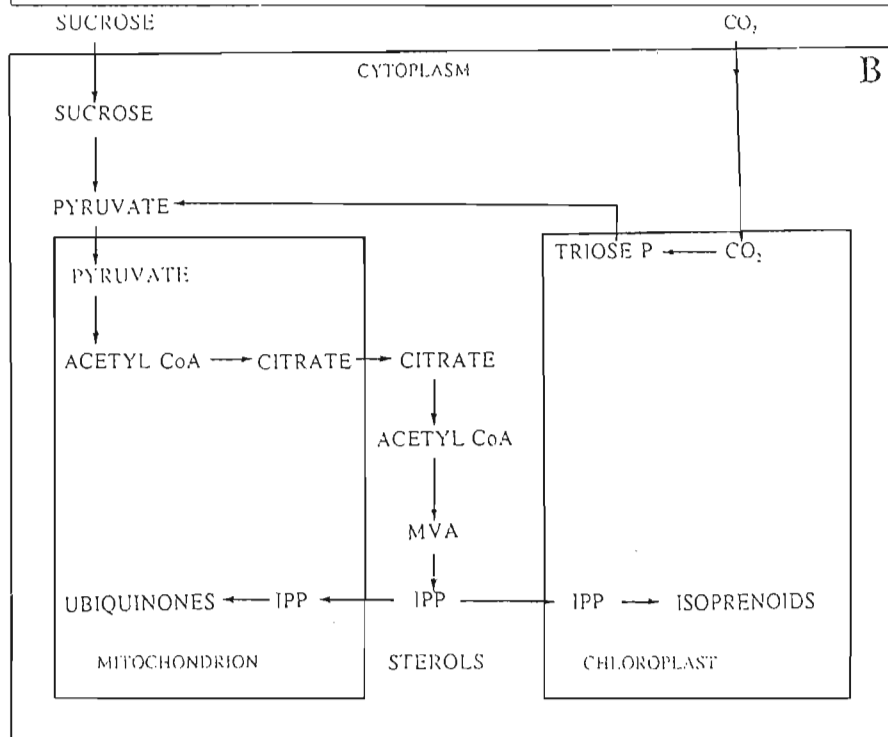 SUCROSE CO₂
CYTOPLASM B
SUCROSE
PYRUVATE
TRIOSE P CO₂
PYRUVATE
ACETYL CoA CITRATE CITRATE
ACETYL CoA
MVA
UBIQUINONES IPP IPP IPP ISOPRENOIDS
MITOCHONDRION STEROLS CHLOROPLAST